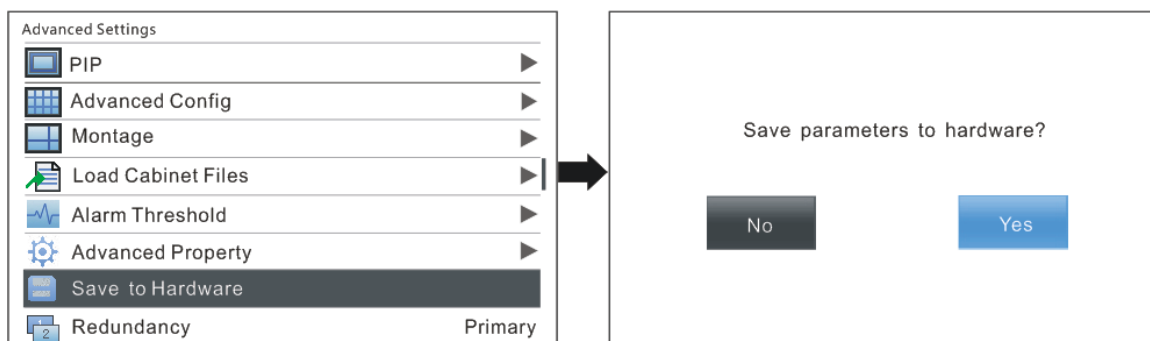 Advanced Settings
PIP
Advanced Config
Montage
Load Cabinet Files
Alarm Threshold
Advanced Property
Save to Hardware
Redundancy Primary
2
Save parameters to hardware?
No Yes